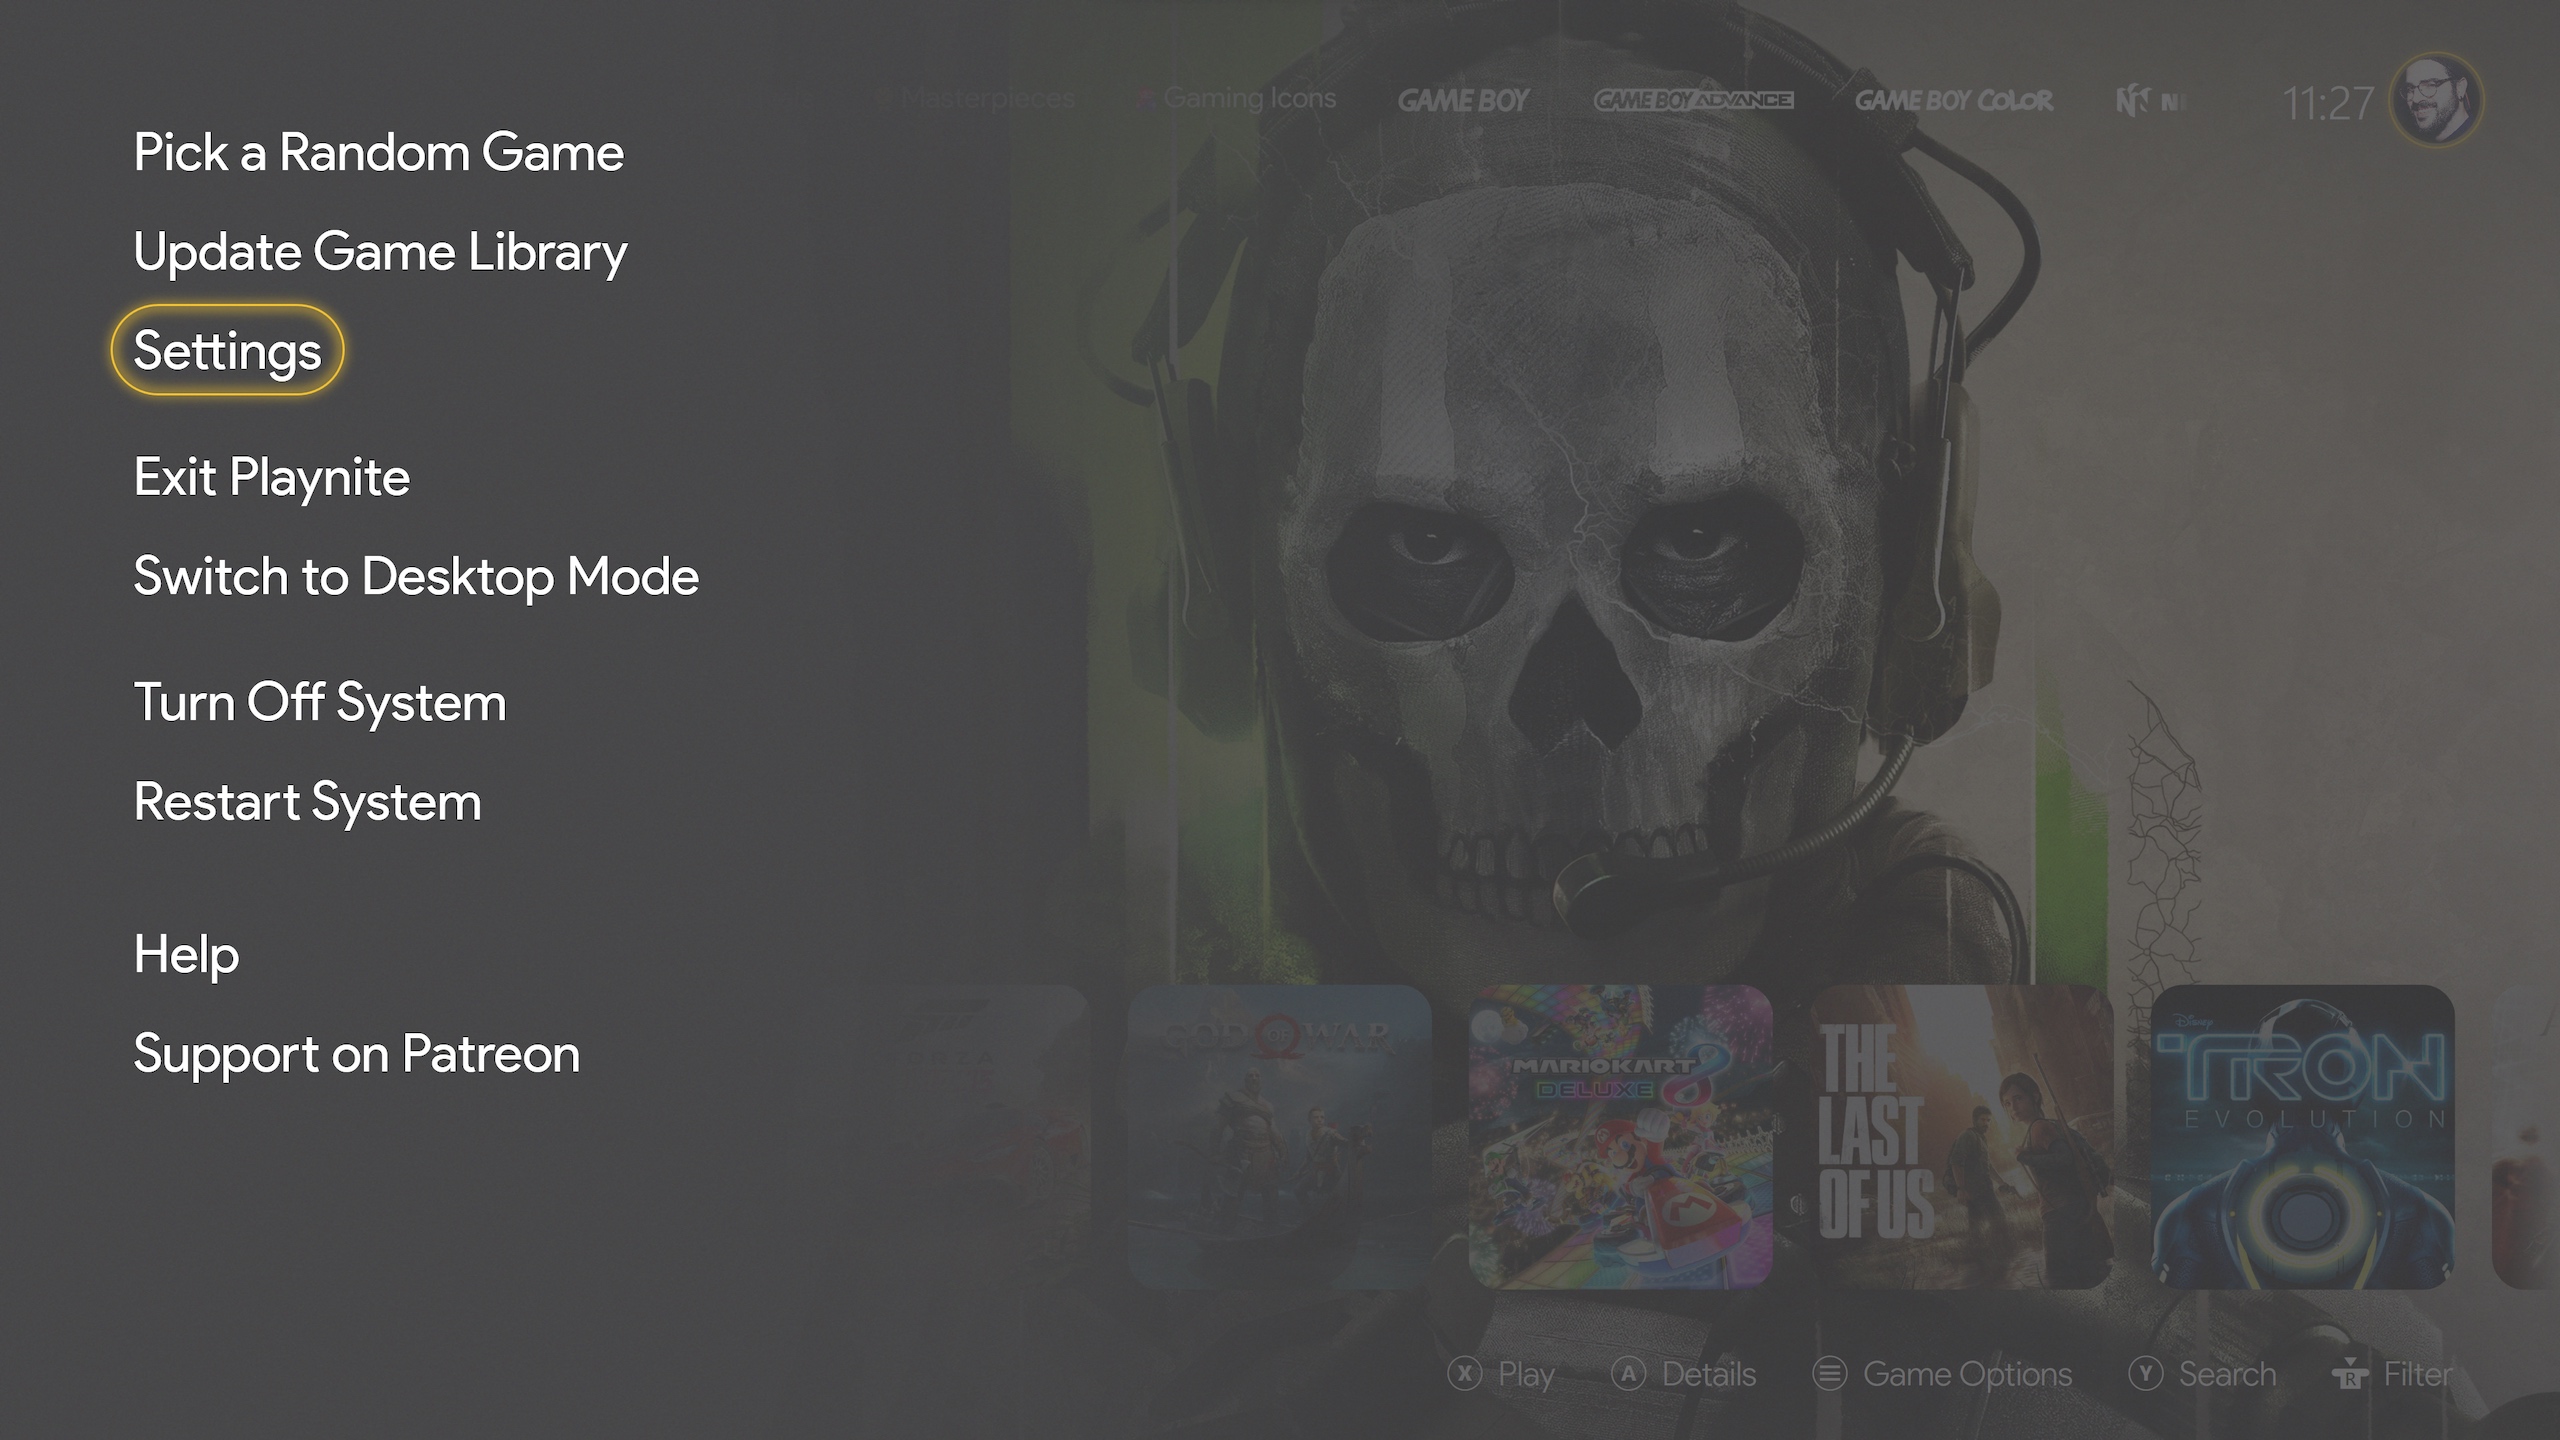 Masterpieces
Gaming Icons
GAME BOY
GAME BOY ADVANCE
GAME BOY COLOR
11:27
Pick a Random Game
Update Game Library
Settings
Exit Playnite
Switch to Desktop Mode
Turn Off System
Restart System
Help
Support on Patreon
GOD OF WAR
MARIOKART 8
DELUXE
THE
LAST
OF US
Disney
TRON
EVOLUTION
X Play
A Details
Game Options
Y Search
R Filter